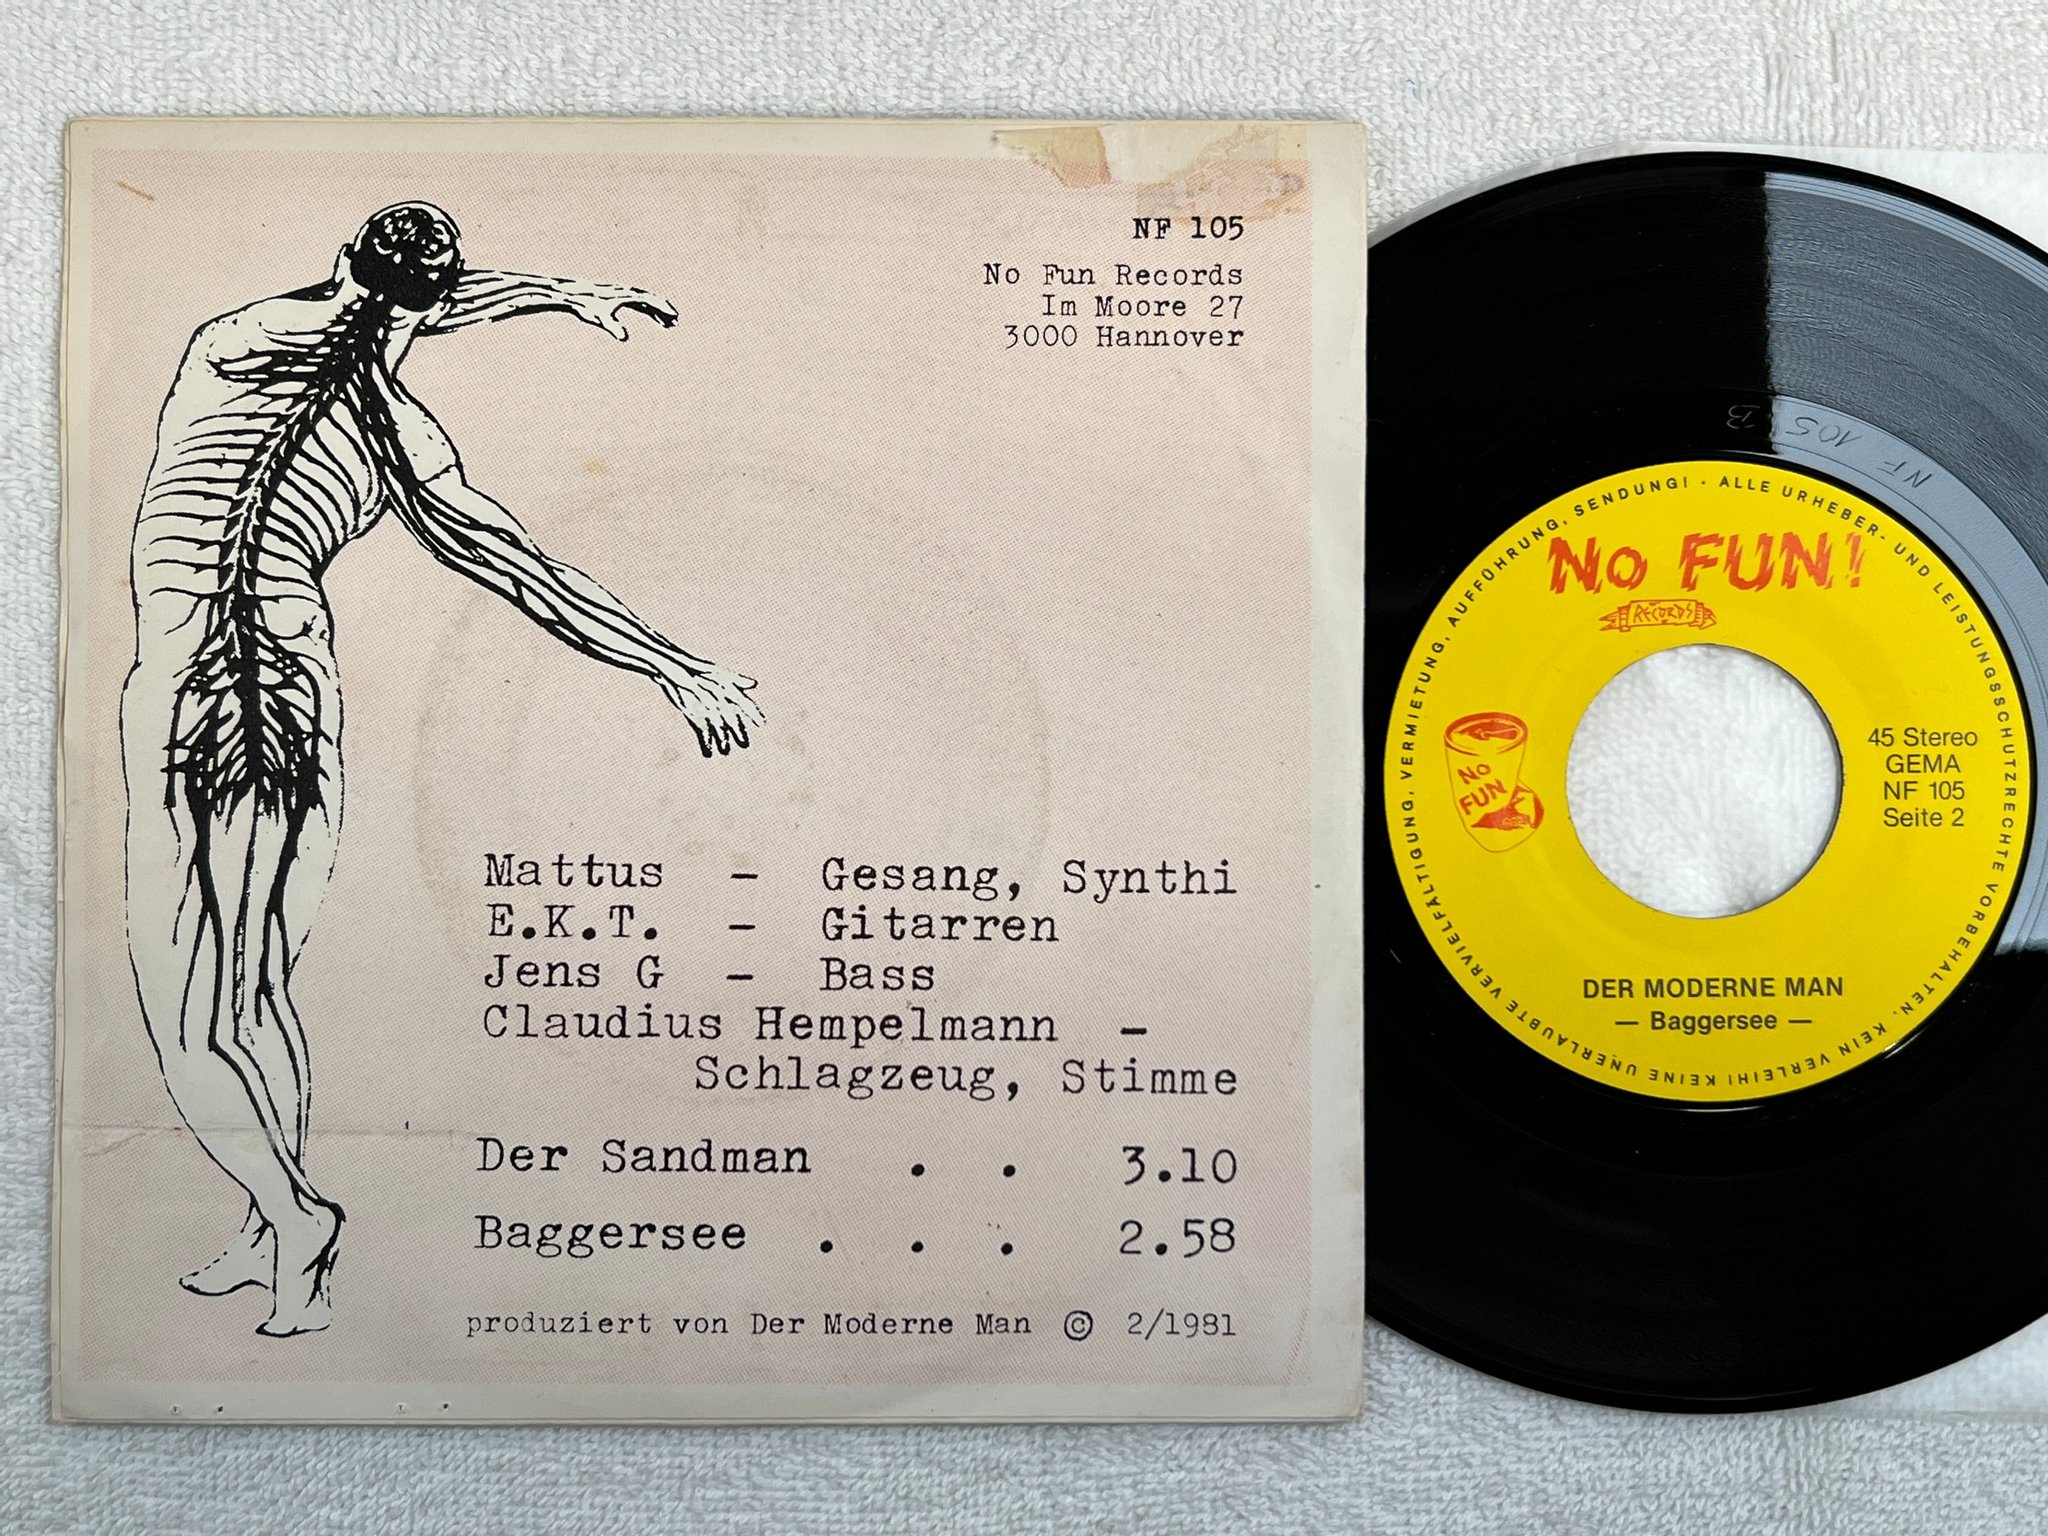 NF 105
No Fun Records
Im Moore 27
3000 Hannover
Mattus – Gesang, Synthi
E.K.T. – Gitarren
Jens G – Bass
Claudius Hempelmann –
Schlagzeug, Stimme
Der Sandman . . 3.10
Baggersee . . . 2.58
produziert von Der Moderne Man © 2/1981
NF 105 B
ALLE URHEBER- UND LEISTUNGSSCHUTZRECHTE VORBEHALTEN. KEIN VERLEIH! KEINE UNERLAUBTE VERVIELFÄLTIGUNG, VERMIETUNG, AUFFÜHRUNG, SENDUNG! ·
No FUN!
RECORDS
No
FUN
45 Stereo
GEMA
NF 105
Seite 2
DER MODERNE MAN
— Baggersee —